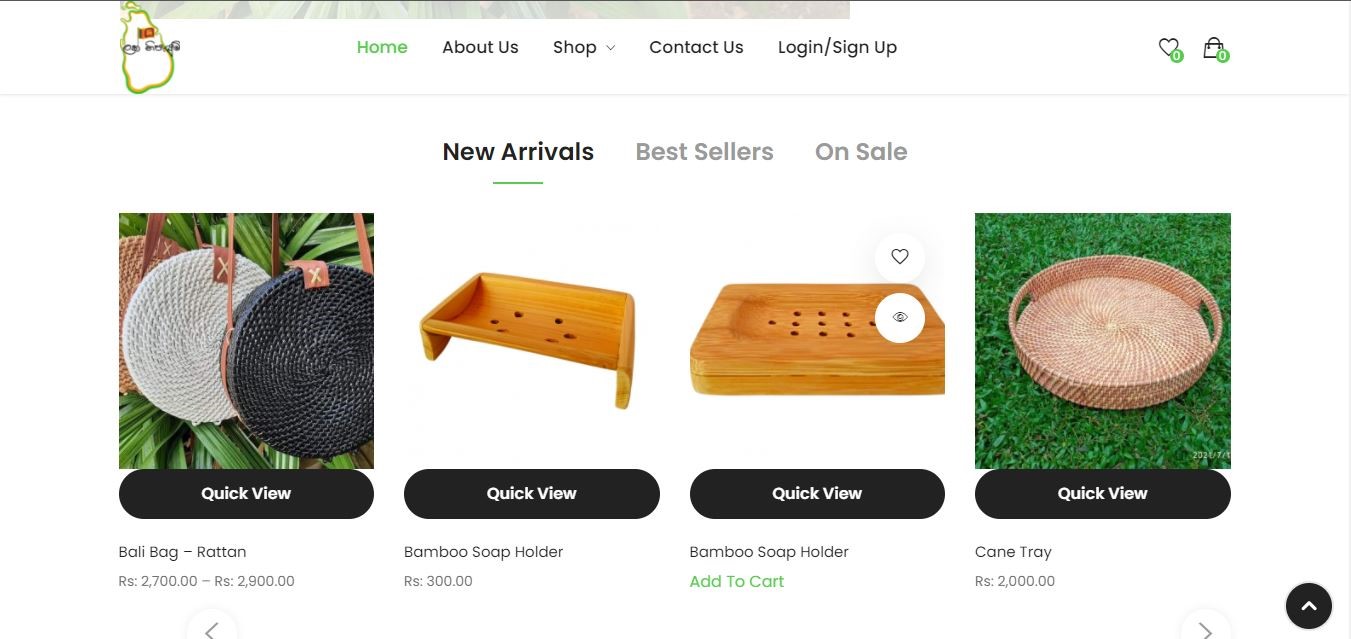 ලක නිපැයුම්
Home
About Us
Shop
Contact Us
Login/Sign Up
0
0
New Arrivals
Best Sellers
On Sale
Quick View
Quick View
Quick View
Quick View
Bali Bag – Rattan
Bamboo Soap Holder
Bamboo Soap Holder
Cane Tray
Rs: 2,700.00 – Rs: 2,900.00
Rs: 300.00
Add To Cart
Rs: 2,000.00